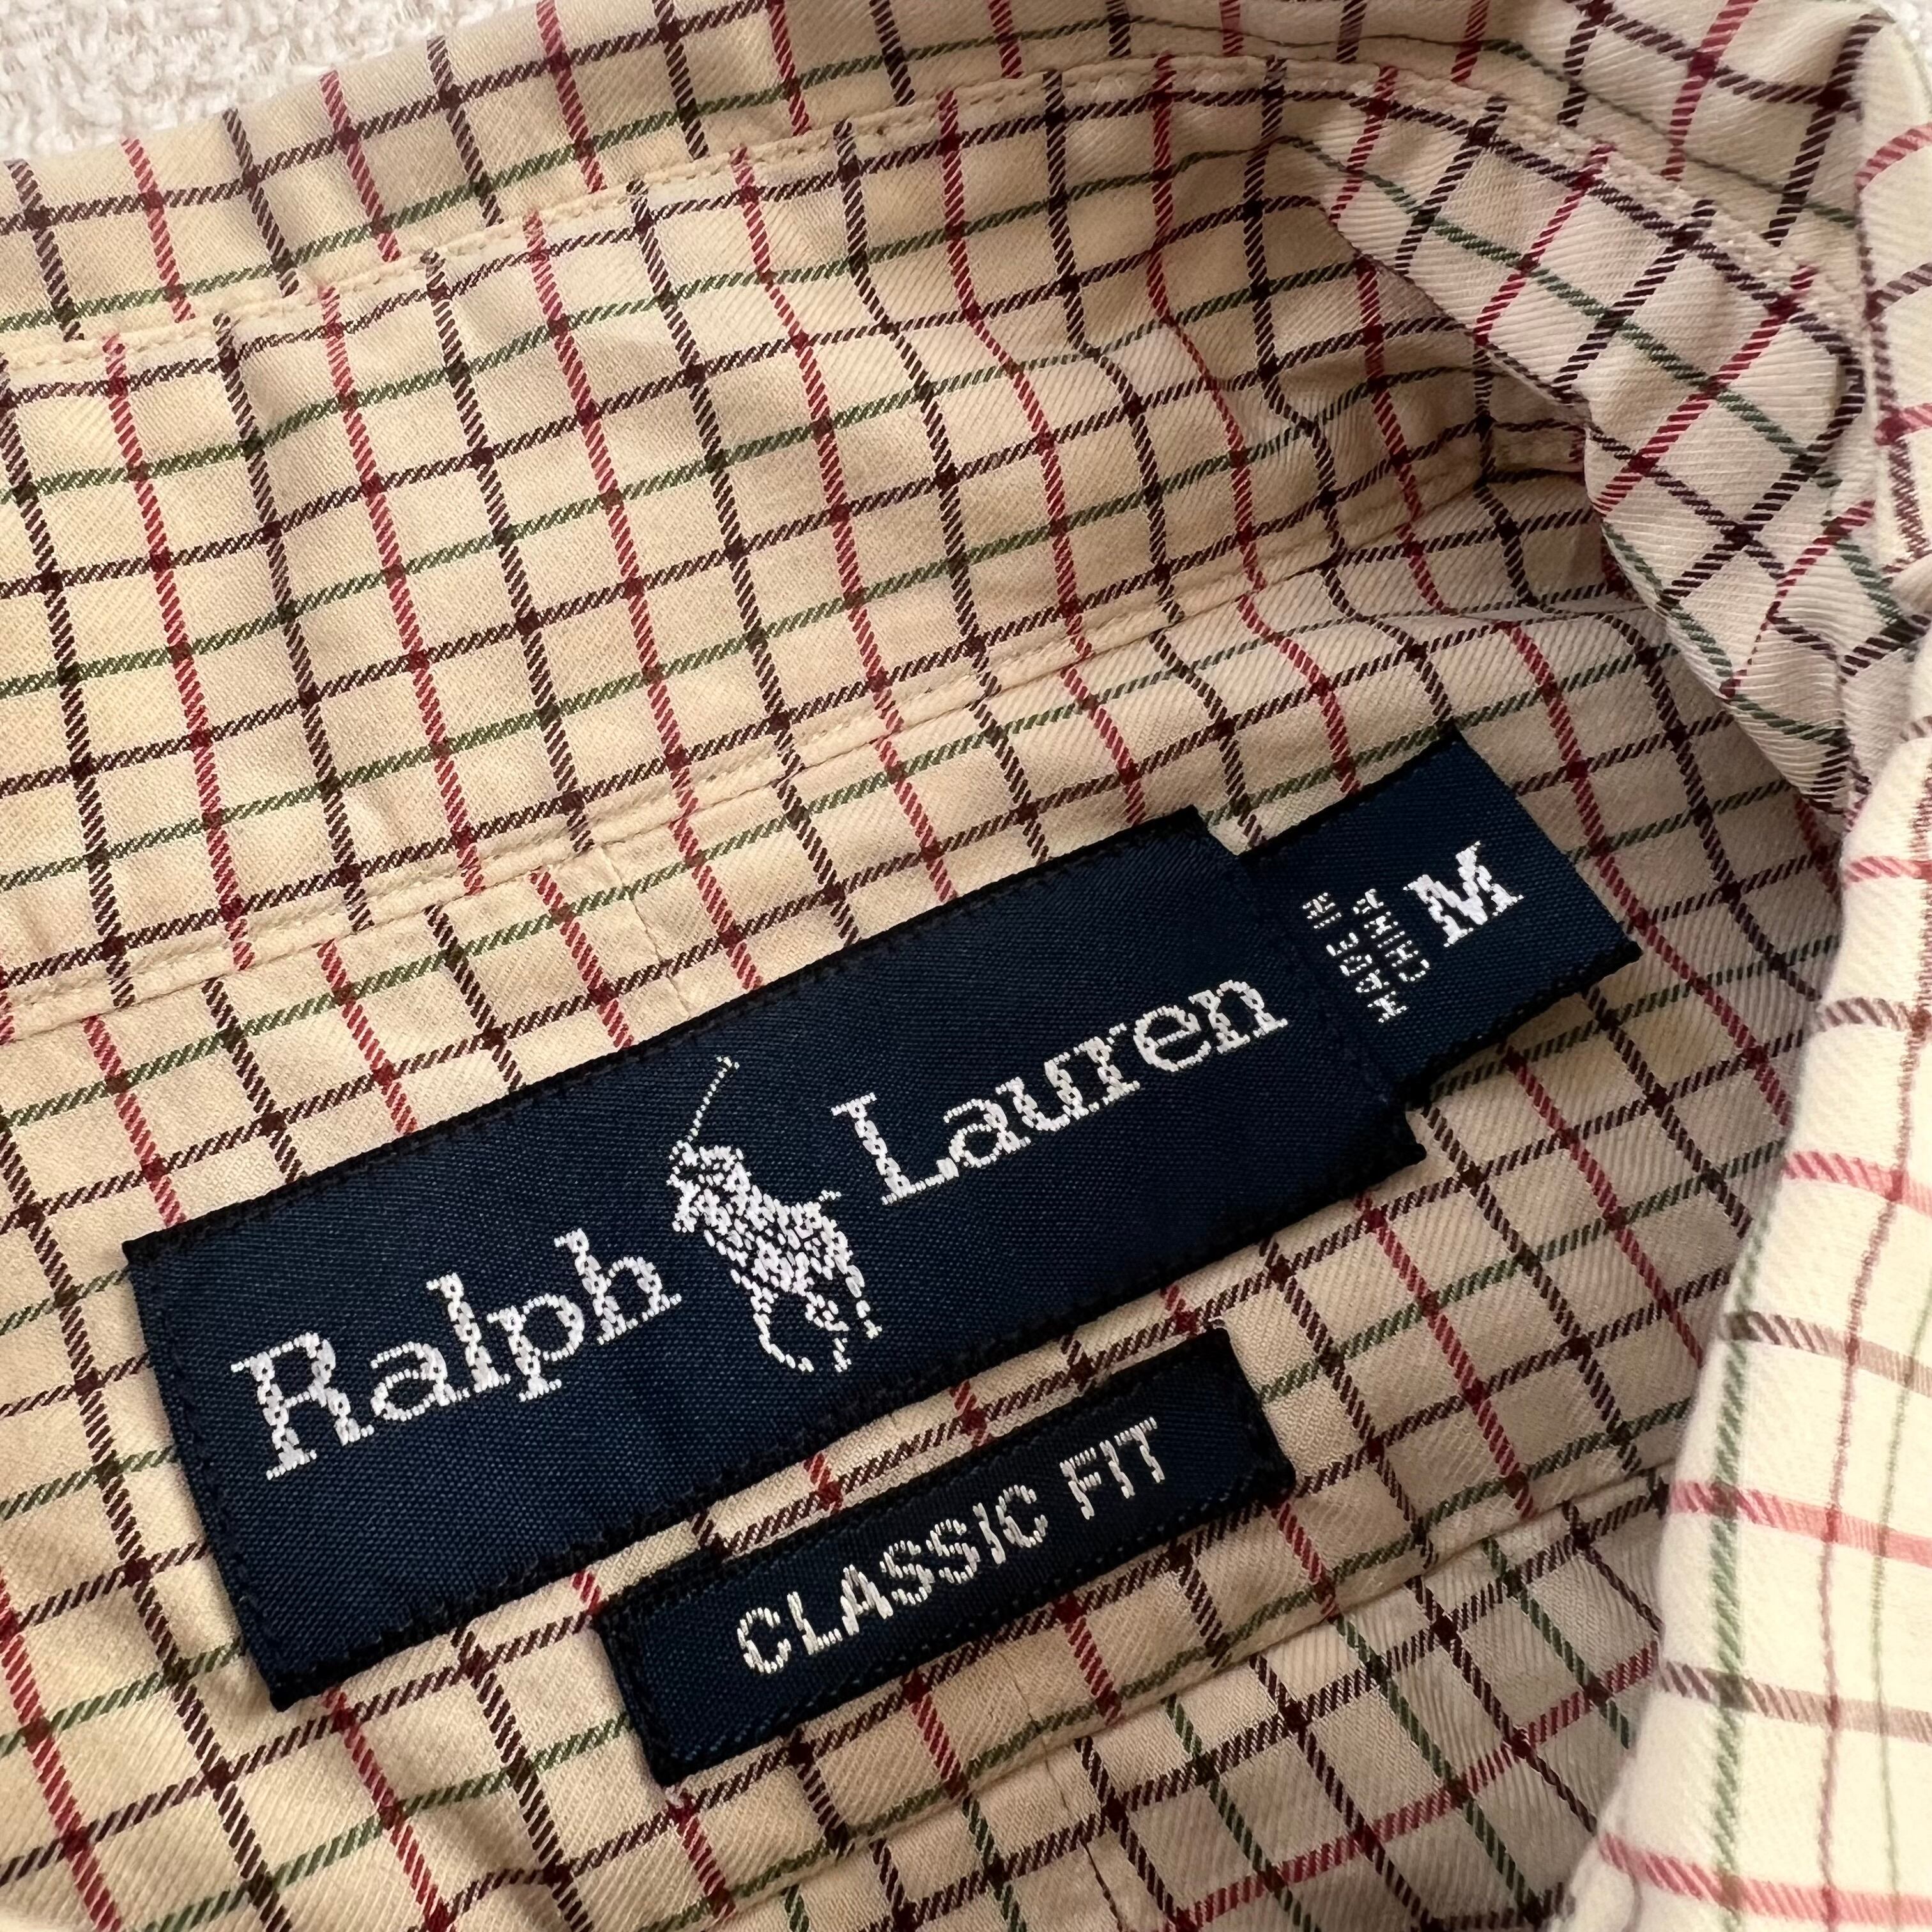 Ralph Lauren
M
MADE IN
CHINA
CLASSIC FIT